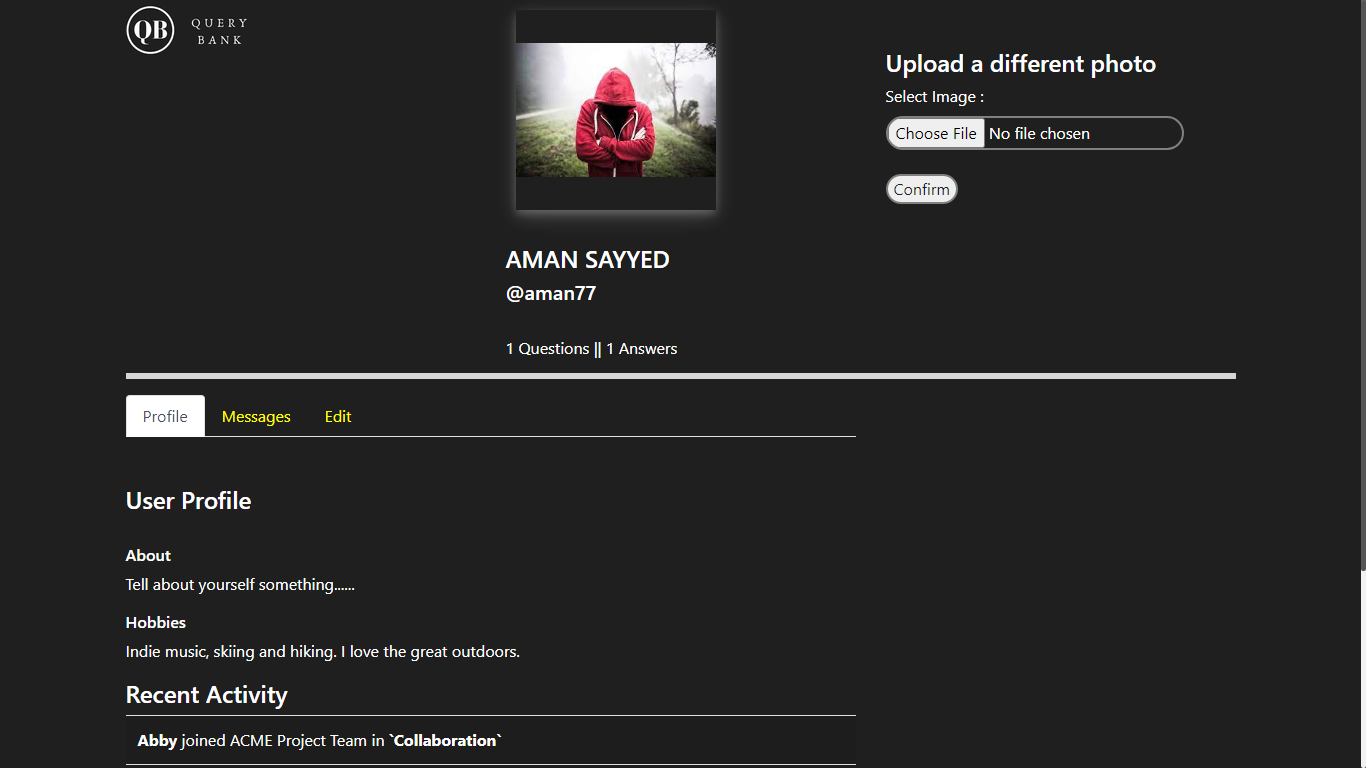 QB
QUERY
BANK
Upload a different photo
Select Image :
Choose File No file chosen
Confirm
AMAN SAYYED
@aman77
1 Questions || 1 Answers
Profile Messages Edit
User Profile
About
Tell about yourself something......
Hobbies
Indie music, skiing and hiking. I love the great outdoors.
Recent Activity
Abby joined ACME Project Team in `Collaboration`